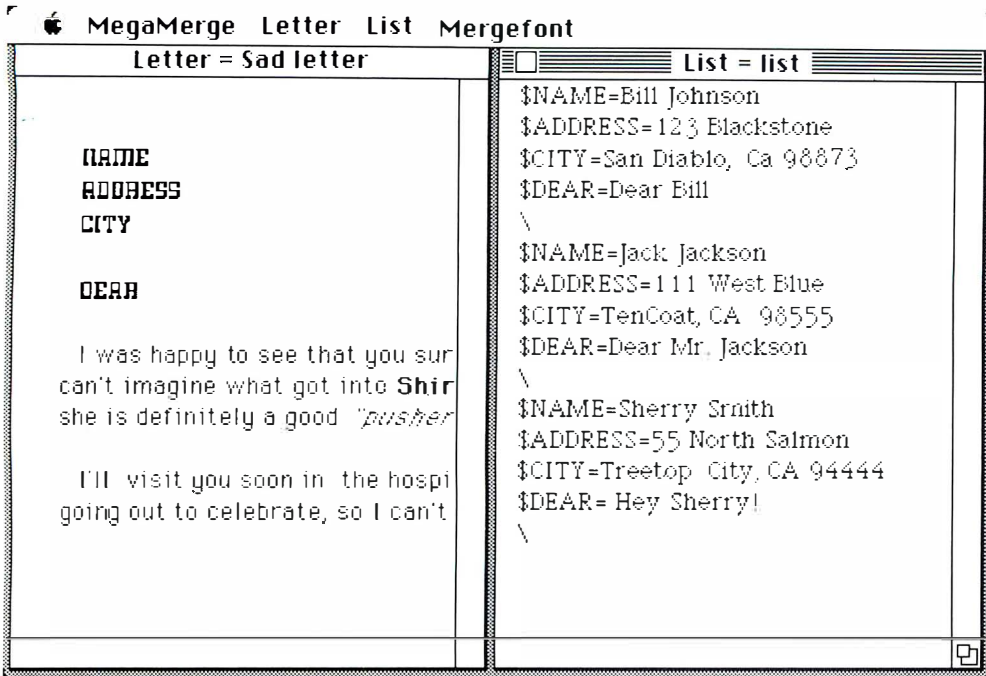 MegaMerge Letter List Mergefont
Letter = Sad letter
NAME
ADDRESS
CITY
DEAR
I was happy to see that you sur
can't imagine what got into Shir
she is definitely a good "pusher
I'll visit you soon in the hospi
going out to celebrate, so I can't
List = list
$NAME=Bill Johnson
$ADDRESS=123 Blackstone
$CITY=San Diablo, Ca 98873
$DEAR=Dear Bill
\
$NAME=Jack Jackson
$ADDRESS=111 West Blue
$CITY=TenCoat, CA 98555
$DEAR=Dear Mr. Jackson
\
$NAME=Sherry Smith
$ADDRESS=55 North Salmon
$CITY=Treetop City, CA 94444
$DEAR= Hey Sherry!
\